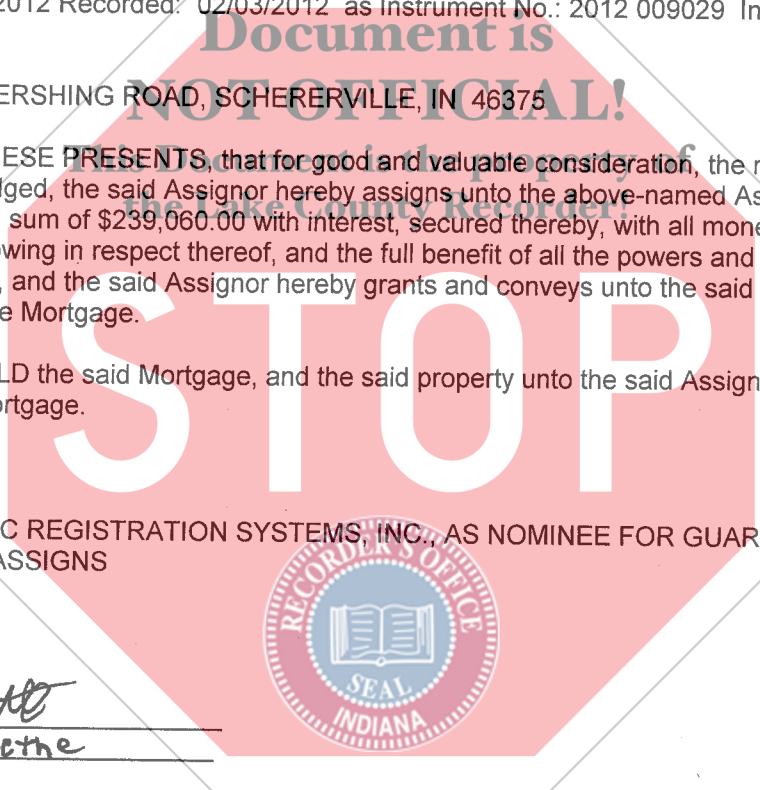 2012 Recorded: 02/03/2012 as Instrument No.: 2012 009029 In
Document is
NOT OFFICIAL!
ERSHING ROAD, SCHERERVILLE, IN 46375
This Document is the property of
the Lake County Recorder!
ESE PRESENTS, that for good and valuable consideration, the r
lged, the said Assignor hereby assigns unto the above-named As
sum of $239,060.00 with interest, secured thereby, with all mone
wing in respect thereof, and the full benefit of all the powers and
, and the said Assignor hereby grants and conveys unto the said
e Mortgage.
LD the said Mortgage, and the said property unto the said Assign
ortgage.
STOP
C REGISTRATION SYSTEMS, INC., AS NOMINEE FOR GUAR
ASSIGNS
RECORDER'S OFFICE
SEAL
INDIANA
ethe